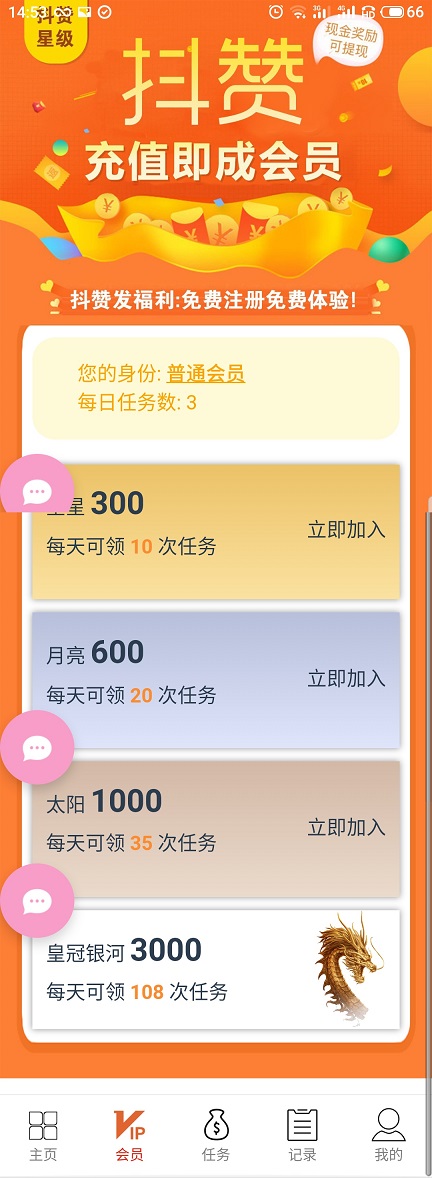 14:53
3G
4G
HD
66
抖赞
星级
现金奖励
可提现
抖赞
充值即成会员
抖赞发福利:免费注册免费体验!
您的身份: 普通会员
每日任务数: 3
星 300
每天可领 10 次任务
立即加入
月亮 600
每天可领 20 次任务
立即加入
太阳 1000
每天可领 35 次任务
立即加入
皇冠银河 3000
每天可领 108 次任务
VIP
主页
会员
任务
记录
我的